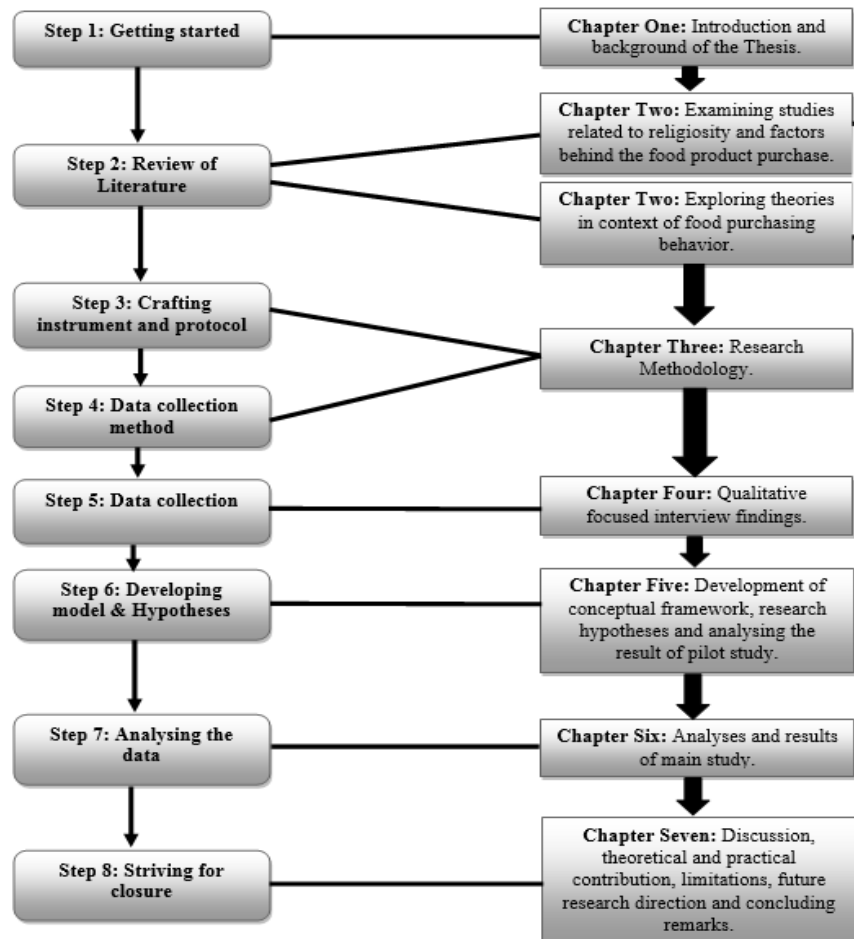 Step 1: Getting started
Chapter One: Introduction and
background of the Thesis.
Chapter Two: Examining studies
related to religiosity and factors
behind the food product purchase.
Step 2: Review of
Literature
Chapter Two: Exploring theories
in context of food purchasing
behavior.
Step 3: Crafting
instrument and protocol
Chapter Three: Research
Methodology.
Step 4: Data collection
method
Step 5: Data collection
Chapter Four: Qualitative
focused interview findings.
Step 6: Developing
model & Hypotheses
Chapter Five: Development of
conceptual framework, research
hypotheses and analysing the
result of pilot study.
Step 7: Analysing the
data
Chapter Six: Analyses and results
of main study.
Step 8: Striving for
closure
Chapter Seven: Discussion,
theoretical and practical
contribution, limitations, future
research direction and concluding
remarks.